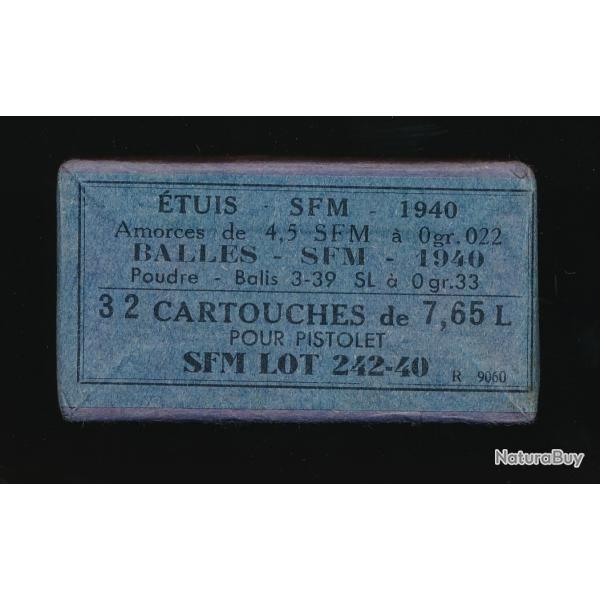 ÉTUIS - SFM - 1940
Amorces de 4,5 SFM à 0gr.022
BALLES - SFM - 1940
Poudre - Balis 3-39 SL à 0gr.33
32 CARTOUCHES de 7,65 L
POUR PISTOLET
SFM LOT 242-40 R 9060
NaturaBuy